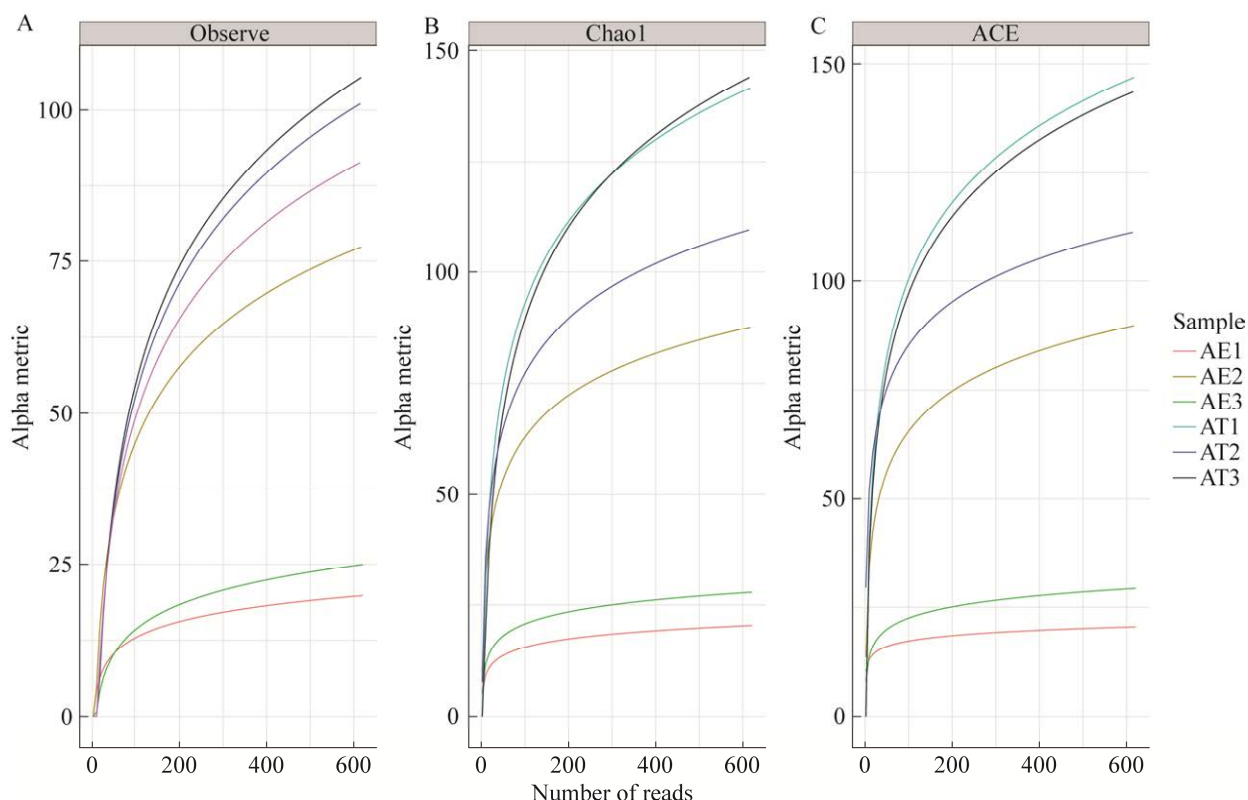 A
Observe
Alpha metric
100
75
50
25
0
0 200 400 600
B
Chao1
Alpha metric
150
100
50
0
0 200 400 600
Number of reads
C
ACE
Alpha metric
150
100
50
0
0 200 400 600
Sample
AE1
AE2
AE3
AT1
AT2
AT3